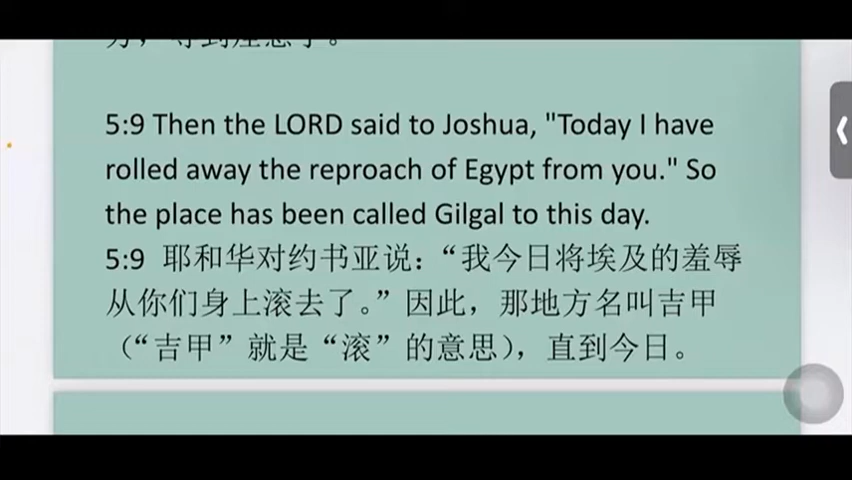 5:9 Then the LORD said to Joshua, "Today I have
rolled away the reproach of Egypt from you." So
the place has been called Gilgal to this day.
5:9 耶和华对约书亚说：“我今日将埃及的羞辱
从你们身上滚去了。”因此，那地方名叫吉甲
（“吉甲”就是“滚”的意思），直到今日。